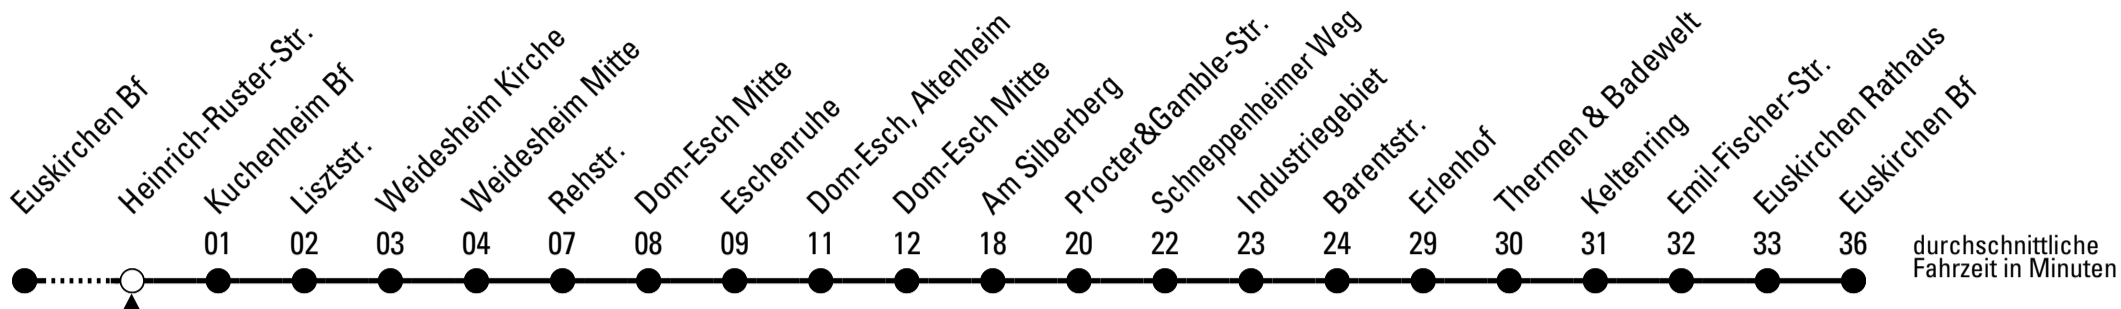 Euskirchen Bf
Heinrich-Ruster-Str.
Kuchenheim Bf
Lisztstr.
Weidesheim Kirche
Weidesheim Mitte
Rehstr.
Dom-Esch Mitte
Eschenruhe
Dom-Esch, Altenheim
Dom-Esch Mitte
Am Silberberg
Procter&Gamble-Str.
Schneppenheimer Weg
Industriegebiet
Barentstr.
Erlenhof
Thermen & Badewelt
Keltenring
Emil-Fischer-Str.
Euskirchen Rathaus
Euskirchen Bf
01 02 03 04 07 08 09 11 12 18 20 22 23 24 29 30 31 32 33 36
durchschnittliche
Fahrzeit in Minuten